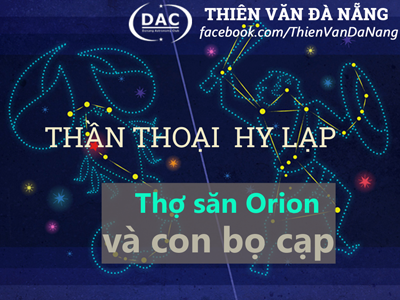 DAC
THIÊN VĂN ĐÀ NẴNG
facebook.com/ThienVanDaNang
THẦN THOẠI HY LẠP
Thợ săn Orion
và con bọ cạp